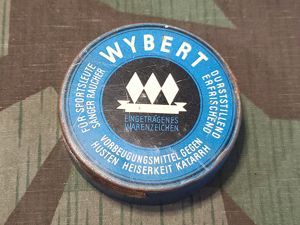 WYBERT
FÜR SPORTSLEUTE
SÄNGER RAUCHER
DURSTSTILLEND
ERFRISCHEND
EINGETRAGENES
WARENZEICHEN
VORBEUGUNGSMITTEL GEGEN
HUSTEN HEISERKEIT KATARRH